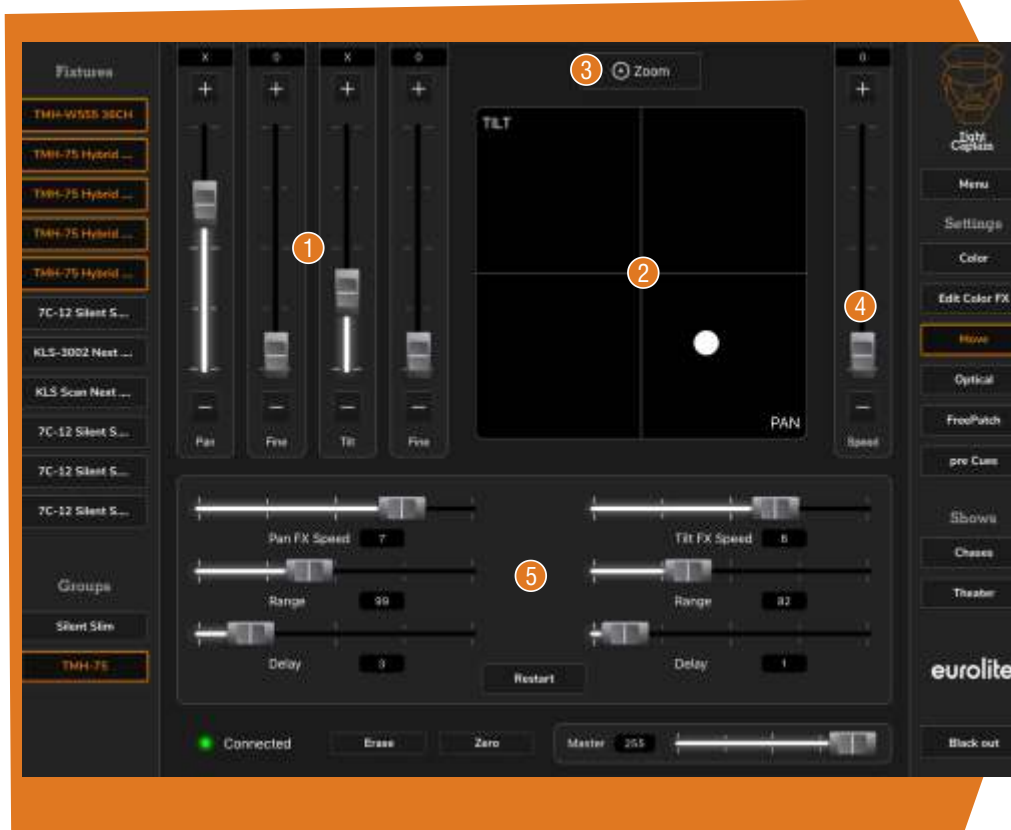 Fixtures
TMH-W555 36CH
TMH-75 Hybrid ...
TMH-75 Hybrid ...
TMH-75 Hybrid ...
TMH-75 Hybrid ...
7C-12 Silent S...
KLS-3002 Next ...
KLS Scan Next ...
7C-12 Silent S...
7C-12 Silent S...
7C-12 Silent S...
Groups
Silent Slim
TMH-75
X 0 X 0
+ + + +
1
− − − −
Pan Fine Tilt Fine
3 Zoom
TILT
2
PAN
0
+
4
−
Speed
Pan FX Speed 7
Range 99
Delay 3
5
Tilt FX Speed 8
Range 82
Delay 1
Restart
Connected Erase Zero Master 255
Light
Captain
Menu
Settings
Color
Edit Color FX
Move
Optical
FreePatch
pre Cues
Shows
Chases
Theater
eurolite
Black out